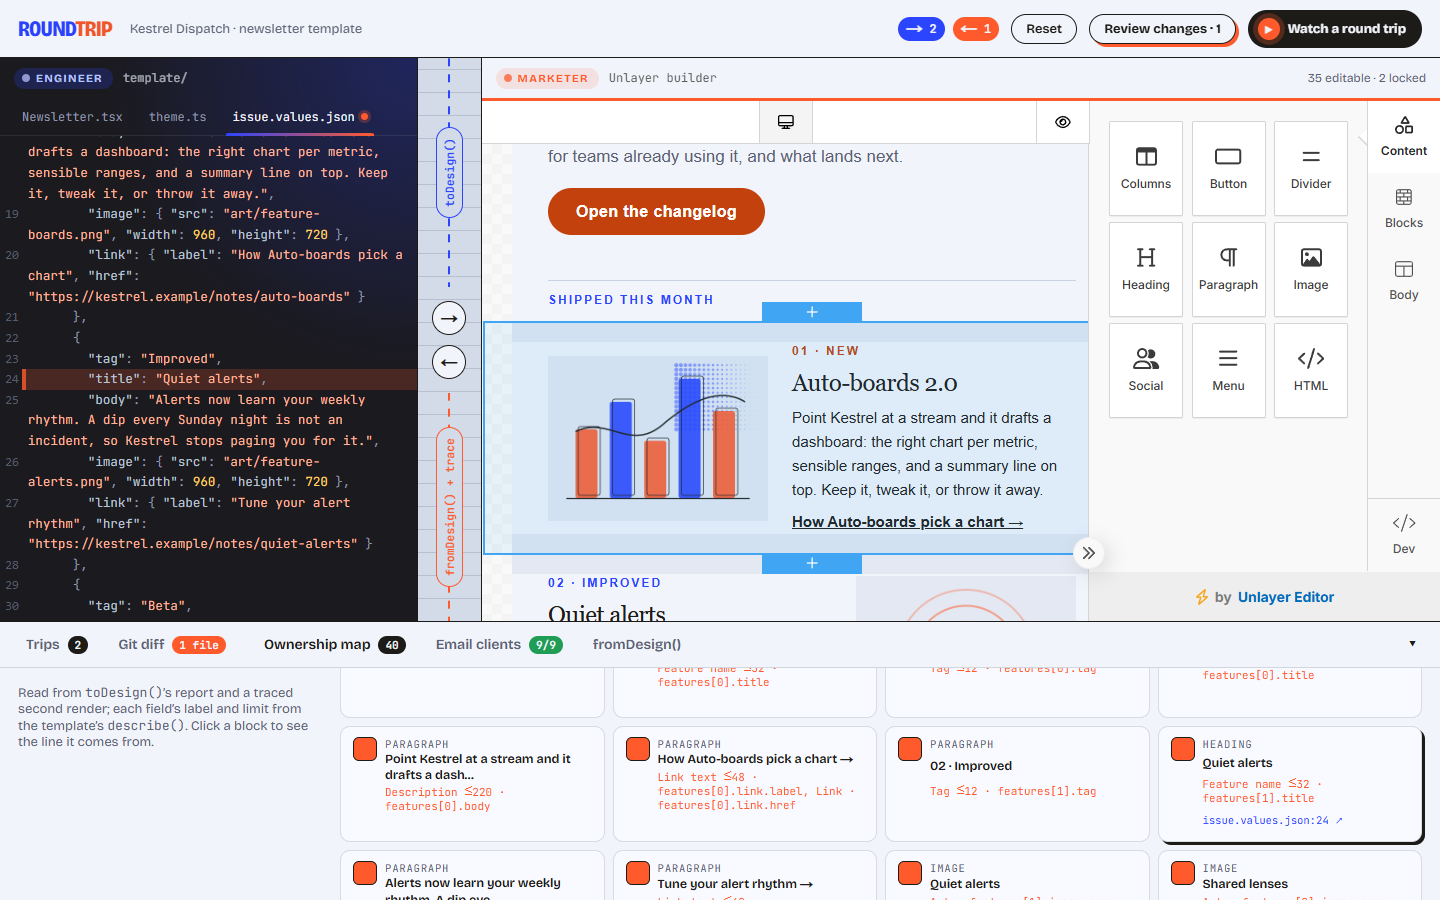 ROUNDTRIP
Kestrel Dispatch · newsletter template
→ 2
← 1
Reset
Review changes · 1
Watch a round trip
ENGINEER
template/
Newsletter.tsx
theme.ts
issue.values.json
drafts a dashboard: the right chart per metric,
sensible ranges, and a summary line on top. Keep
it, tweak it, or throw it away.",
19 "image": { "src": "art/feature-
boards.png", "width": 960, "height": 720 },
20 "link": { "label": "How Auto-boards pick a
chart", "href":
"https://kestrel.example/notes/auto-boards" }
21 },
22 {
23 "tag": "Improved",
24 "title": "Quiet alerts",
25 "body": "Alerts now learn your weekly
rhythm. A dip every Sunday night is not an
incident, so Kestrel stops paging you for it.",
26 "image": { "src": "art/feature-
alerts.png", "width": 960, "height": 720 },
27 "link": { "label": "Tune your alert
rhythm", "href":
"https://kestrel.example/notes/quiet-alerts" }
28 },
29 {
30 "tag": "Beta",
toDesign()
→
←
fromDesign() + trace
MARKETER
Unlayer builder
35 editable · 2 locked
for teams already using it, and what lands next.
Open the changelog
SHIPPED THIS MONTH
01 · NEW
Auto-boards 2.0
Point Kestrel at a stream and it drafts a
dashboard: the right chart per metric,
sensible ranges, and a summary line on
top. Keep it, tweak it, or throw it away.
How Auto-boards pick a chart →
02 · IMPROVED
Quiet alerts
Columns
Button
Divider
Heading
Paragraph
Image
Social
Menu
HTML
Content
Blocks
Body
Dev
by Unlayer Editor
Trips 2
Git diff 1 file
Ownership map 40
Email clients 9/9
fromDesign()
Read from toDesign()'s report and a traced
second render; each field's label and limit from
the template's describe(). Click a block to see
the line it comes from.
Feature name ≤32 ·
features[0].title
Tag ≤12 · features[0].tag
features[0].title
PARAGRAPH
Point Kestrel at a stream and it
drafts a dash…
Description ≤220 ·
features[0].body
PARAGRAPH
How Auto-boards pick a chart →
Link text ≤48 ·
features[0].link.label, Link ·
features[0].link.href
PARAGRAPH
02 · Improved
Tag ≤12 · features[1].tag
HEADING
Quiet alerts
Feature name ≤32 ·
features[1].title
issue.values.json:24 ↗
PARAGRAPH
Alerts now learn your weekly
rhythm. A dip eve…
PARAGRAPH
Tune your alert rhythm →
Link text ≤48 ·
IMAGE
Quiet alerts
IMAGE
Shared lenses